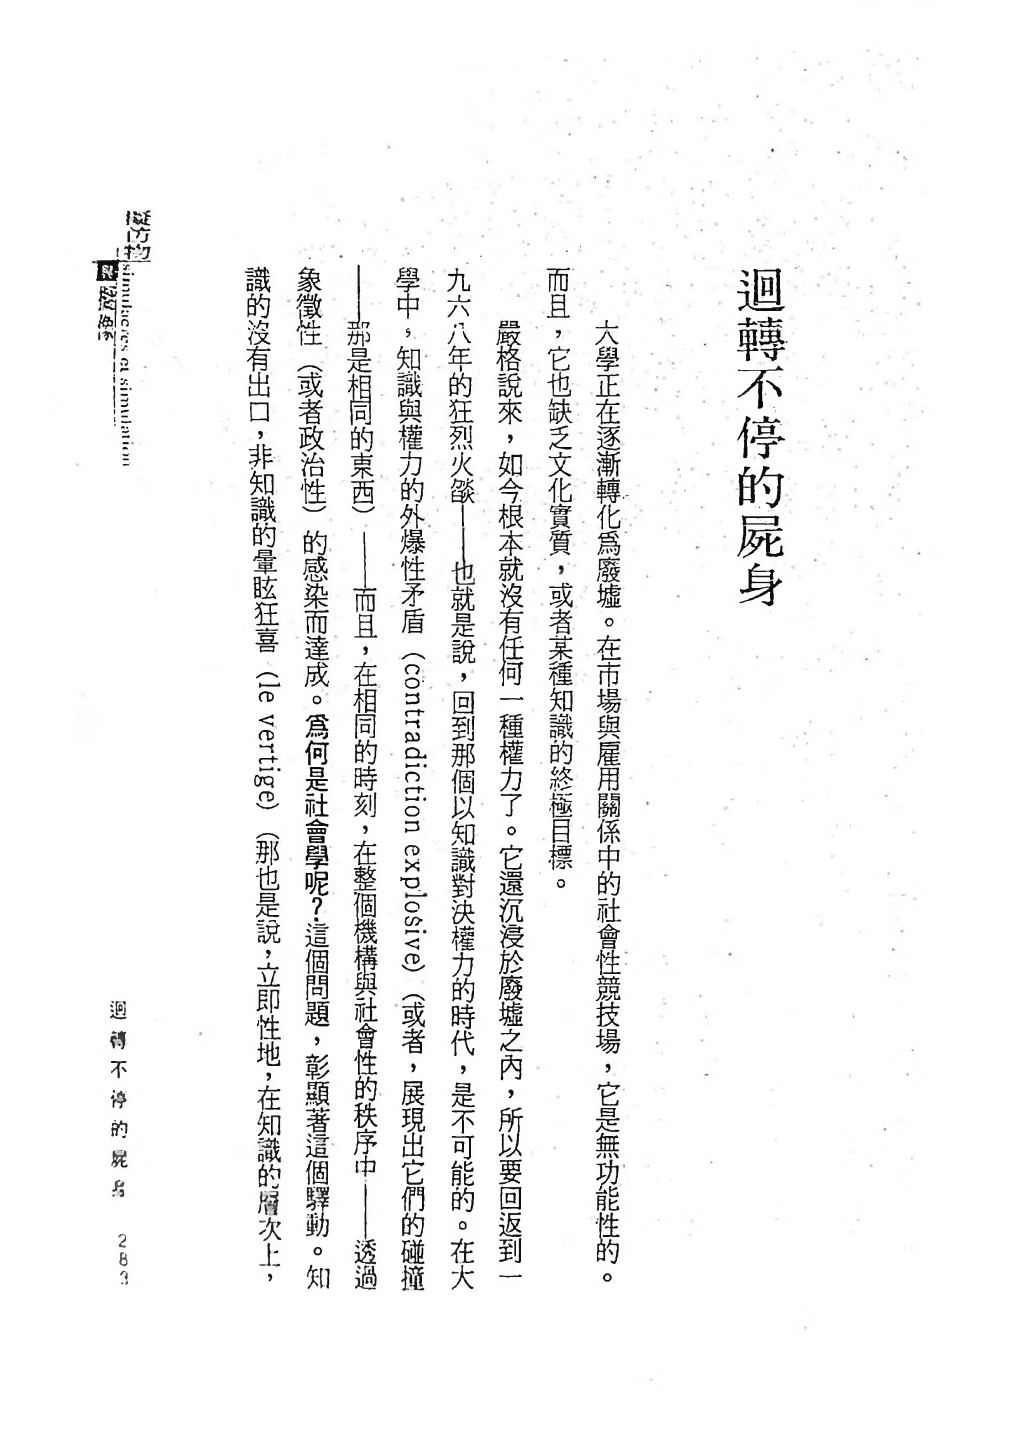 迴轉不停的屍身
大學正在逐漸轉化爲廢墟。在市場與雇用關係中的社會性競技場，它是無功能性的。
而且，它也缺乏文化實質，或者某種知識的終極目標。
嚴格說來，如今根本就沒有任何一種權力了。它還沉浸於廢墟之內，所以要回返到一
九六八年的狂烈火燄——也就是說，回到那個以知識對決權力的時代，是不可能的。在大
學中，知識與權力的外爆性矛盾（contradiction explosive）（或者，展現出它們的碰撞
——那是相同的東西）——而且，在相同的時刻，在整個機構與社會性的秩序中——透過
象徵性（或者政治性）的感染而達成。爲何是社會學呢？這個問題，彰顯著這個驛動。知
識的沒有出口，非知識的暈眩狂喜（le vertige）（那也是說，立即性地，在知識的層次上，
擬仿物
simulacres et simulation
與擬像
迴轉不停的屍身 283